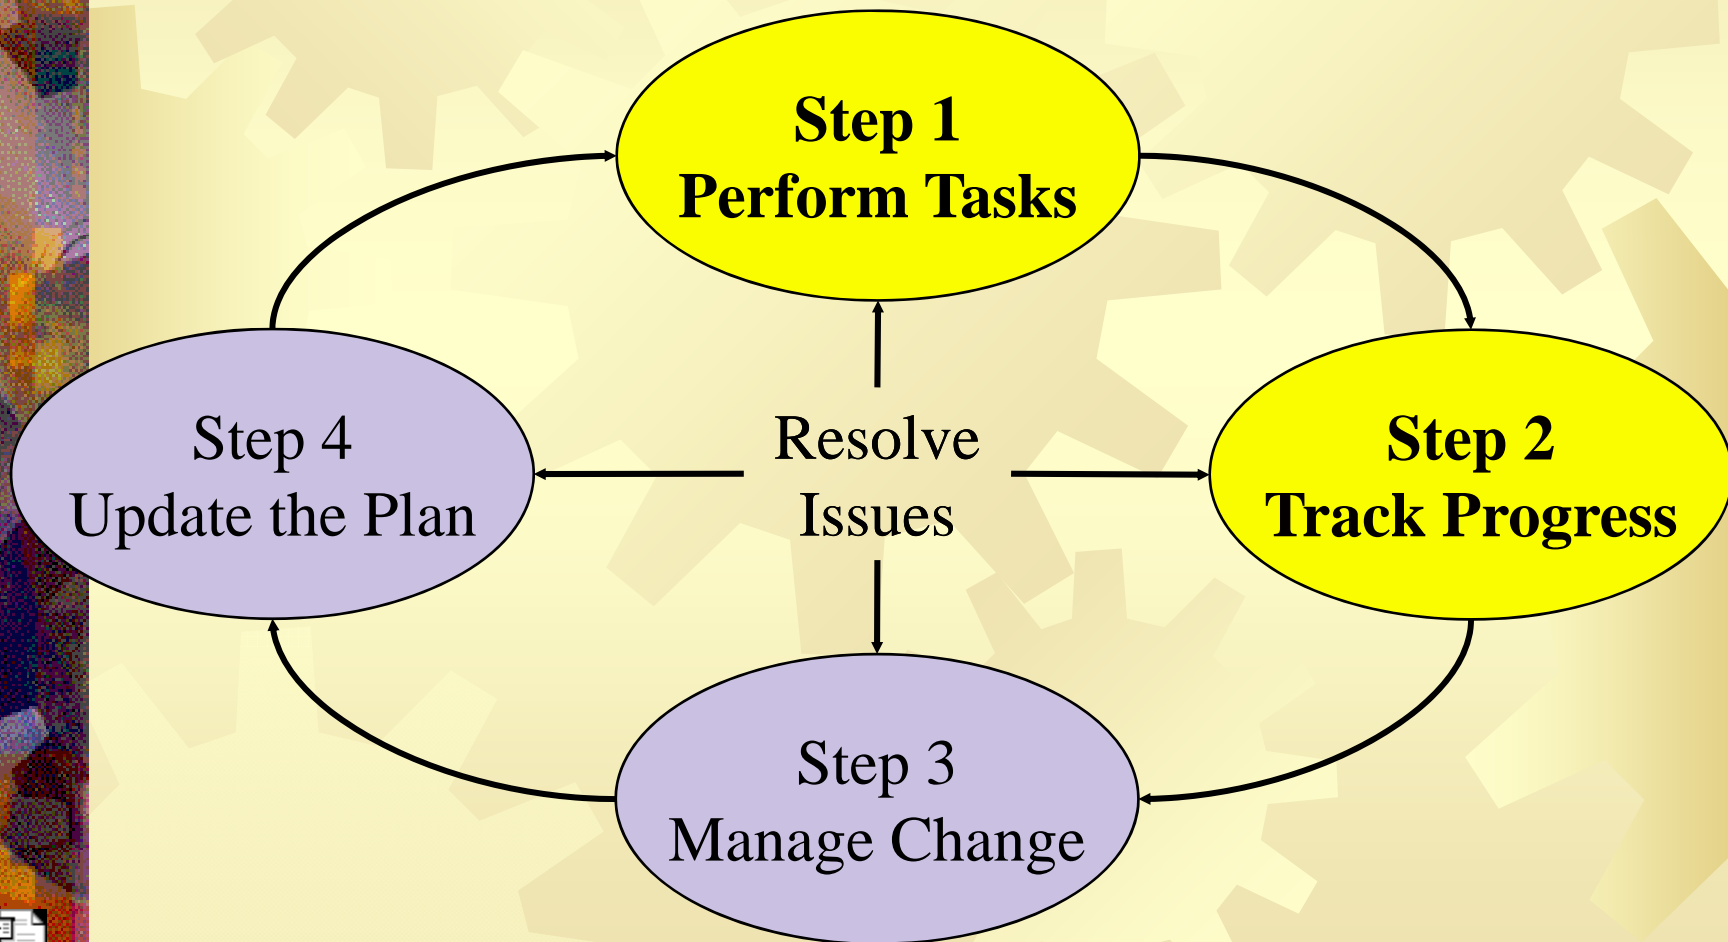 Step 1
Perform Tasks
Step 4
Update the Plan
Resolve
Issues
Step 2
Track Progress
Step 3
Manage Change